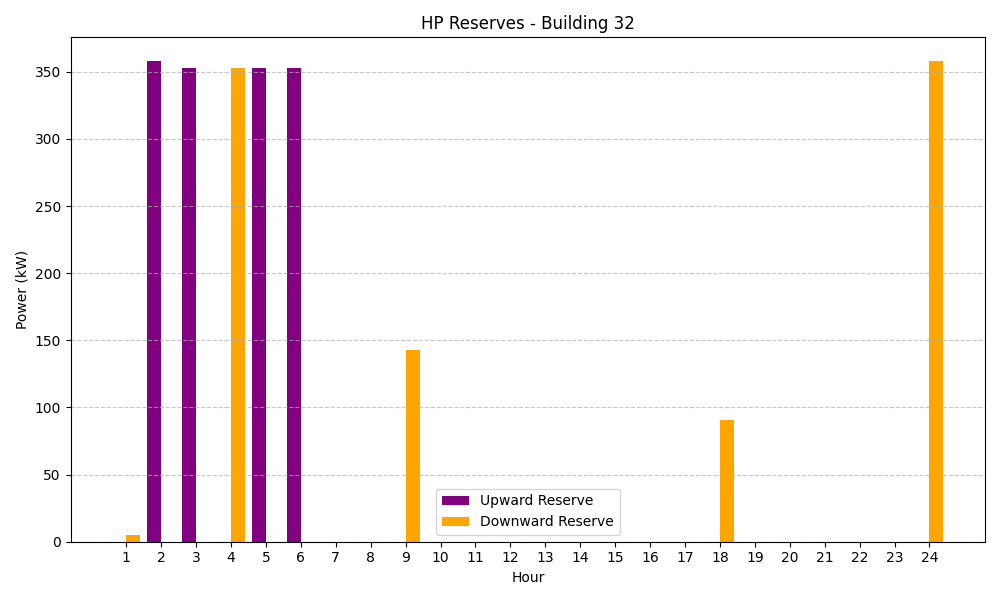 HP Reserves - Building 32
Power (kW)
350
300
250
200
150
100
50
0
Upward Reserve
Downward Reserve
1 2 3 4 5 6 7 8 9 10 11 12 13 14 15 16 17 18 19 20 21 22 23 24
Hour